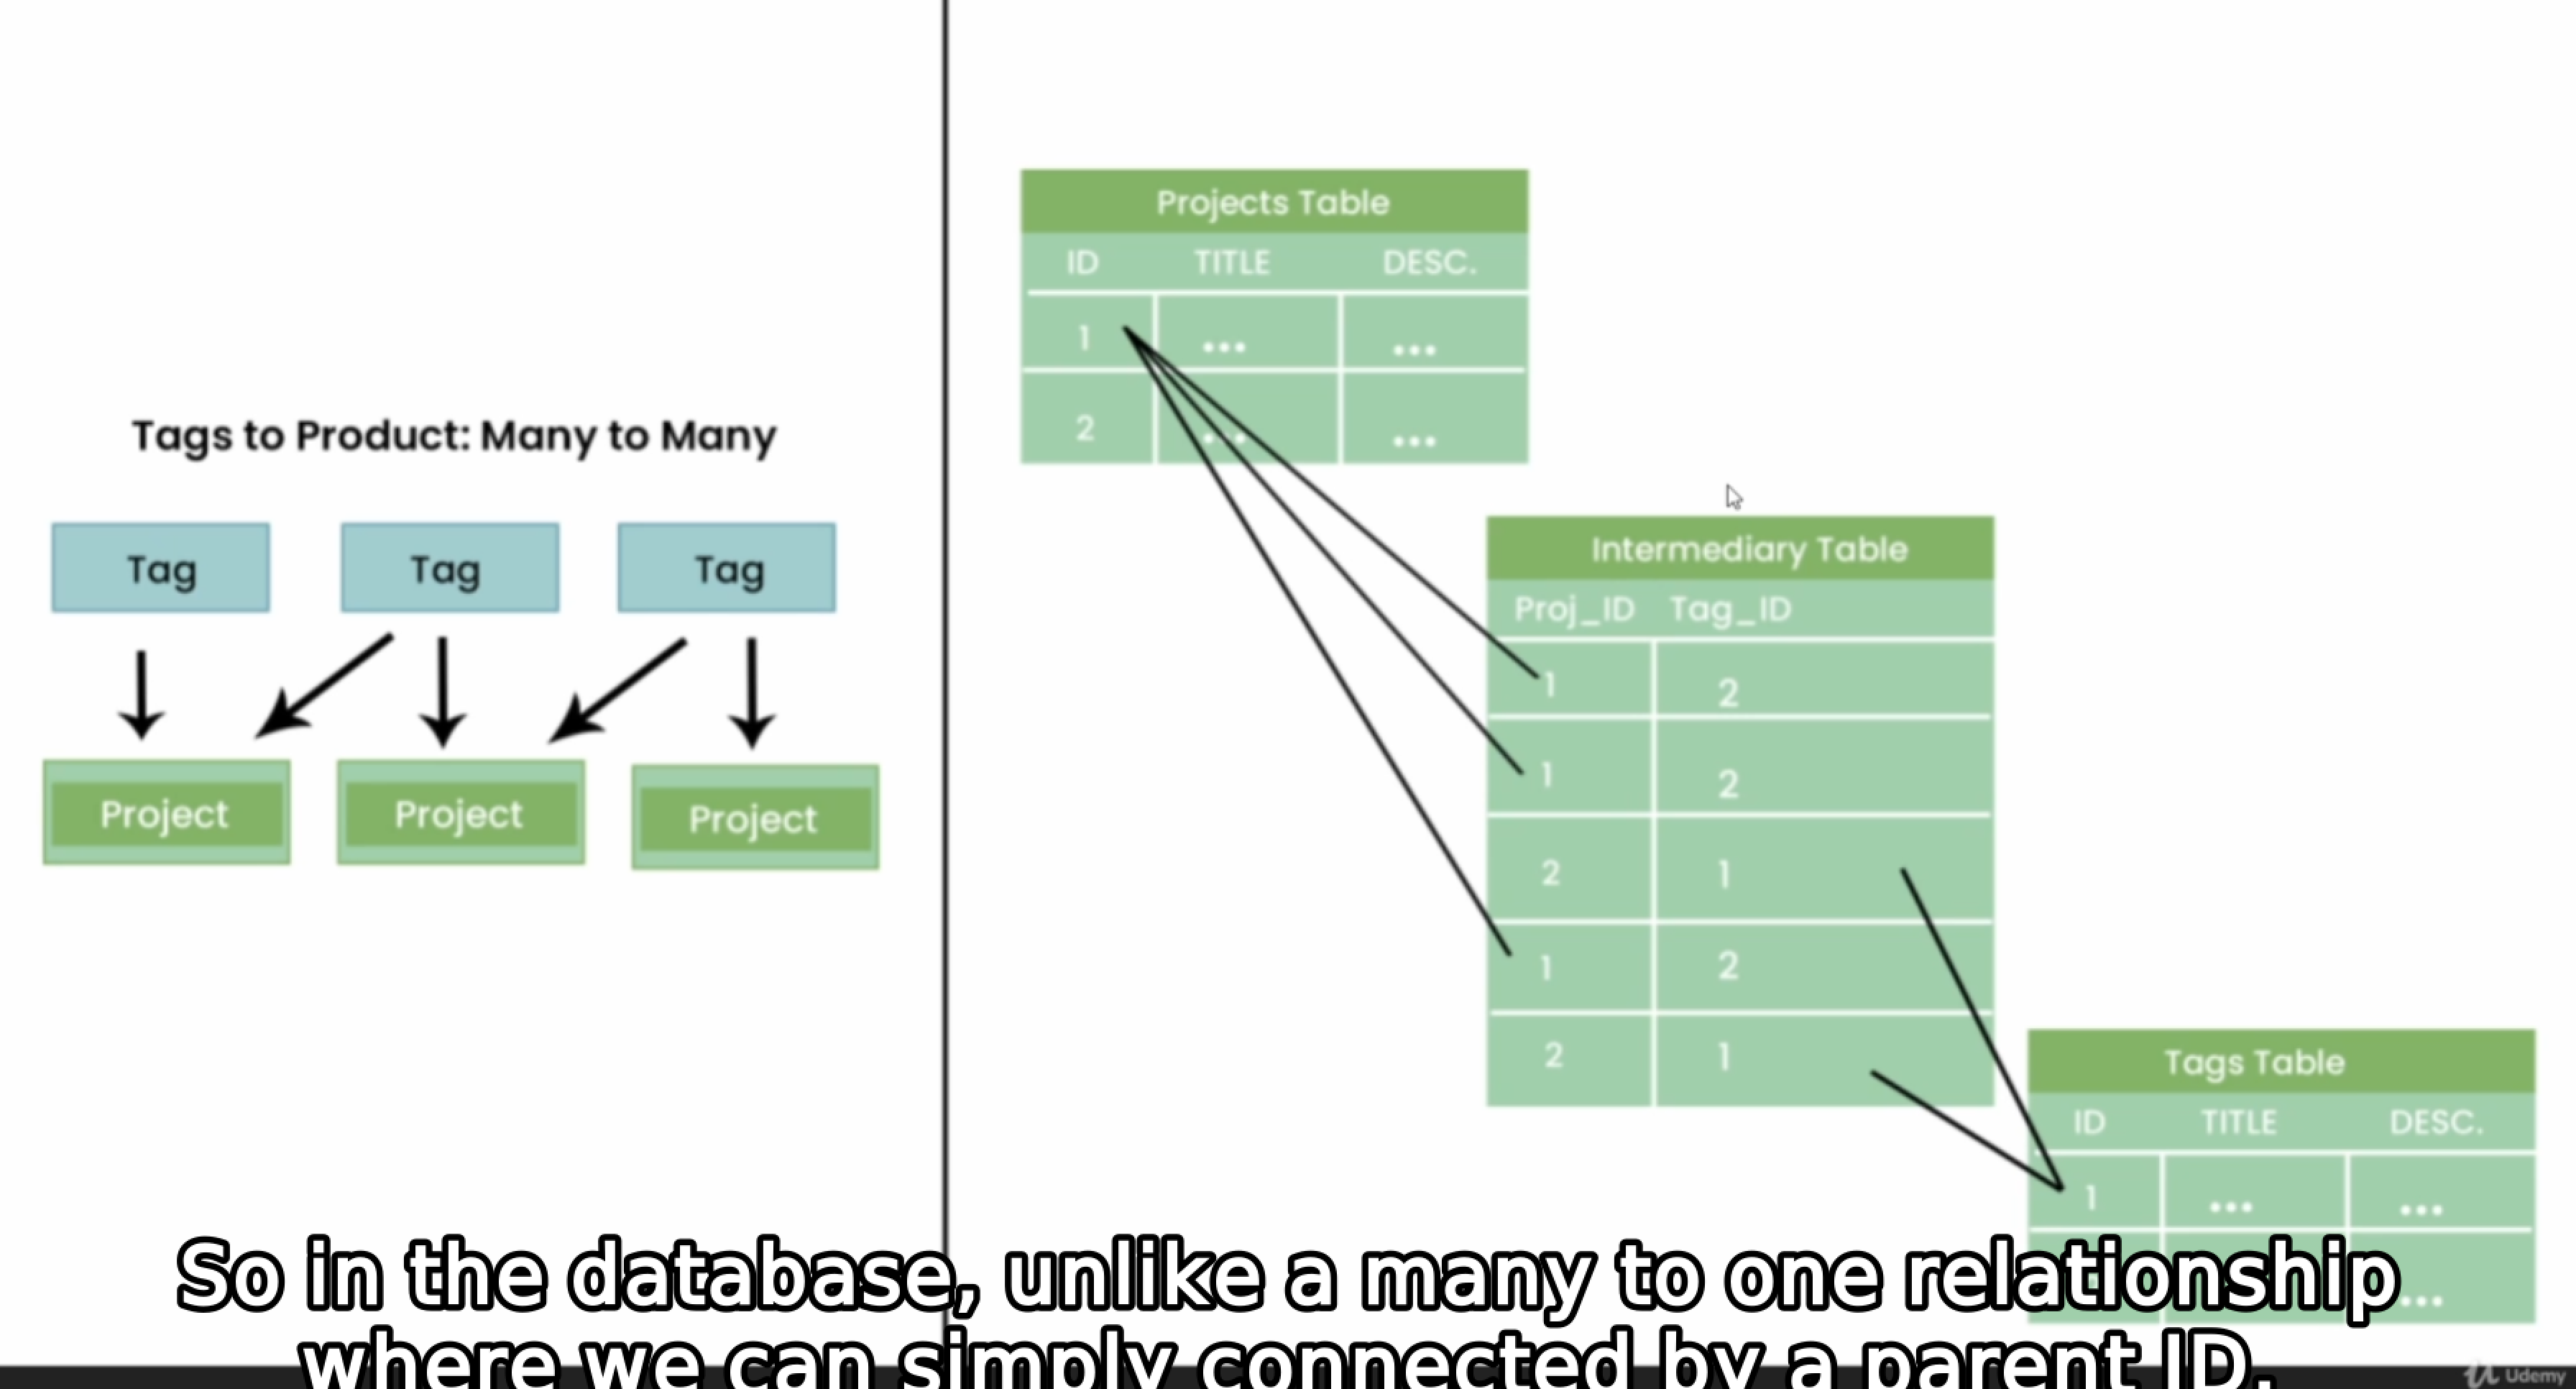 Tags to Product: Many to Many
Tag Tag Tag
Project Project Project
Projects Table
ID TITLE DESC.
1 ... ...
2 ... ...
Intermediary Table
Proj_ID Tag_ID
1 2
1 2
2 1
1 2
2 1
Tags Table
ID TITLE DESC.
1 ... ...
...
So in the database, unlike a many to one relationship
where we can simply connected by a parent ID,
Udemy